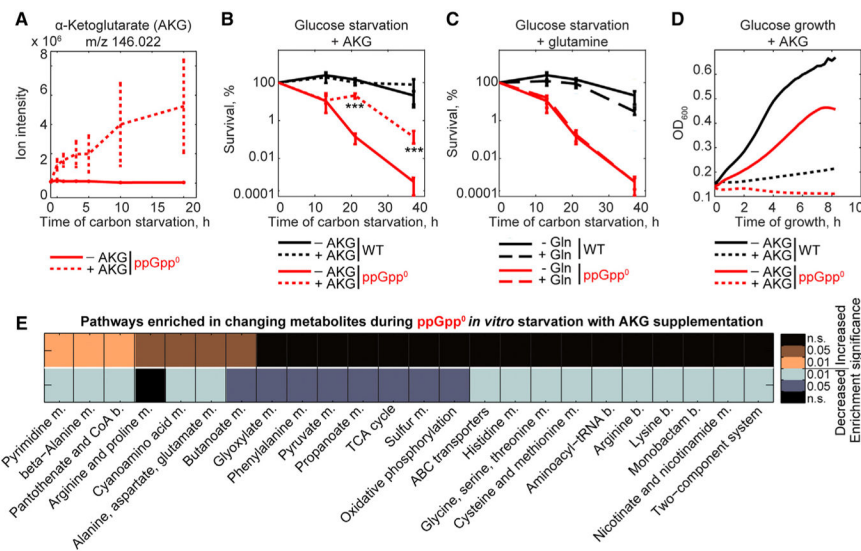 A
α-Ketoglutarate (AKG)
m/z 146.022
x 10⁶
8
6
4
2
0
Ion intensity
0 5 10 15 20
Time of carbon starvation, h
– AKG
+ AKG
ppGpp⁰
B
Glucose starvation
+ AKG
Survival, %
100
1
0.01
0.0001
***
***
0 10 20 30 40
Time of carbon starvation, h
– AKG
+ AKG
WT
– AKG
+ AKG
ppGpp⁰
C
Glucose starvation
+ glutamine
Survival, %
100
1
0.01
0.0001
0 10 20 30 40
Time of carbon starvation, h
- Gln
+ Gln
WT
- Gln
+ Gln
ppGpp⁰
D
Glucose growth
+ AKG
OD₆₀₀
0.6
0.5
0.4
0.3
0.2
0.1
0 2 4 6 8 10
Time of growth, h
– AKG
+ AKG
WT
– AKG
+ AKG
ppGpp⁰
E
Pathways enriched in changing metabolites during ppGpp⁰ in vitro starvation with AKG supplementation
n.s.
0.05
0.01
0.01
0.05
n.s.
Decreased Increased
Enrichment significance
Pyrimidine m.
beta-Alanine m.
Pantothenate and CoA b.
Arginine and proline m.
Cyanoamino acid m.
Alanine, aspartate, glutamate m.
Butanoate m.
Glyoxylate m.
Phenylalanine m.
Pyruvate m.
Propanoate m.
TCA cycle
Sulfur m.
Oxidative phosphorylation
ABC transporters
Histidine m.
Glycine, serine, threonine m.
Cysteine and methionine m.
Aminoacyl-tRNA b.
Arginine b.
Lysine b.
Monobactam b.
Nicotinate and nicotinamide m.
Two-component system